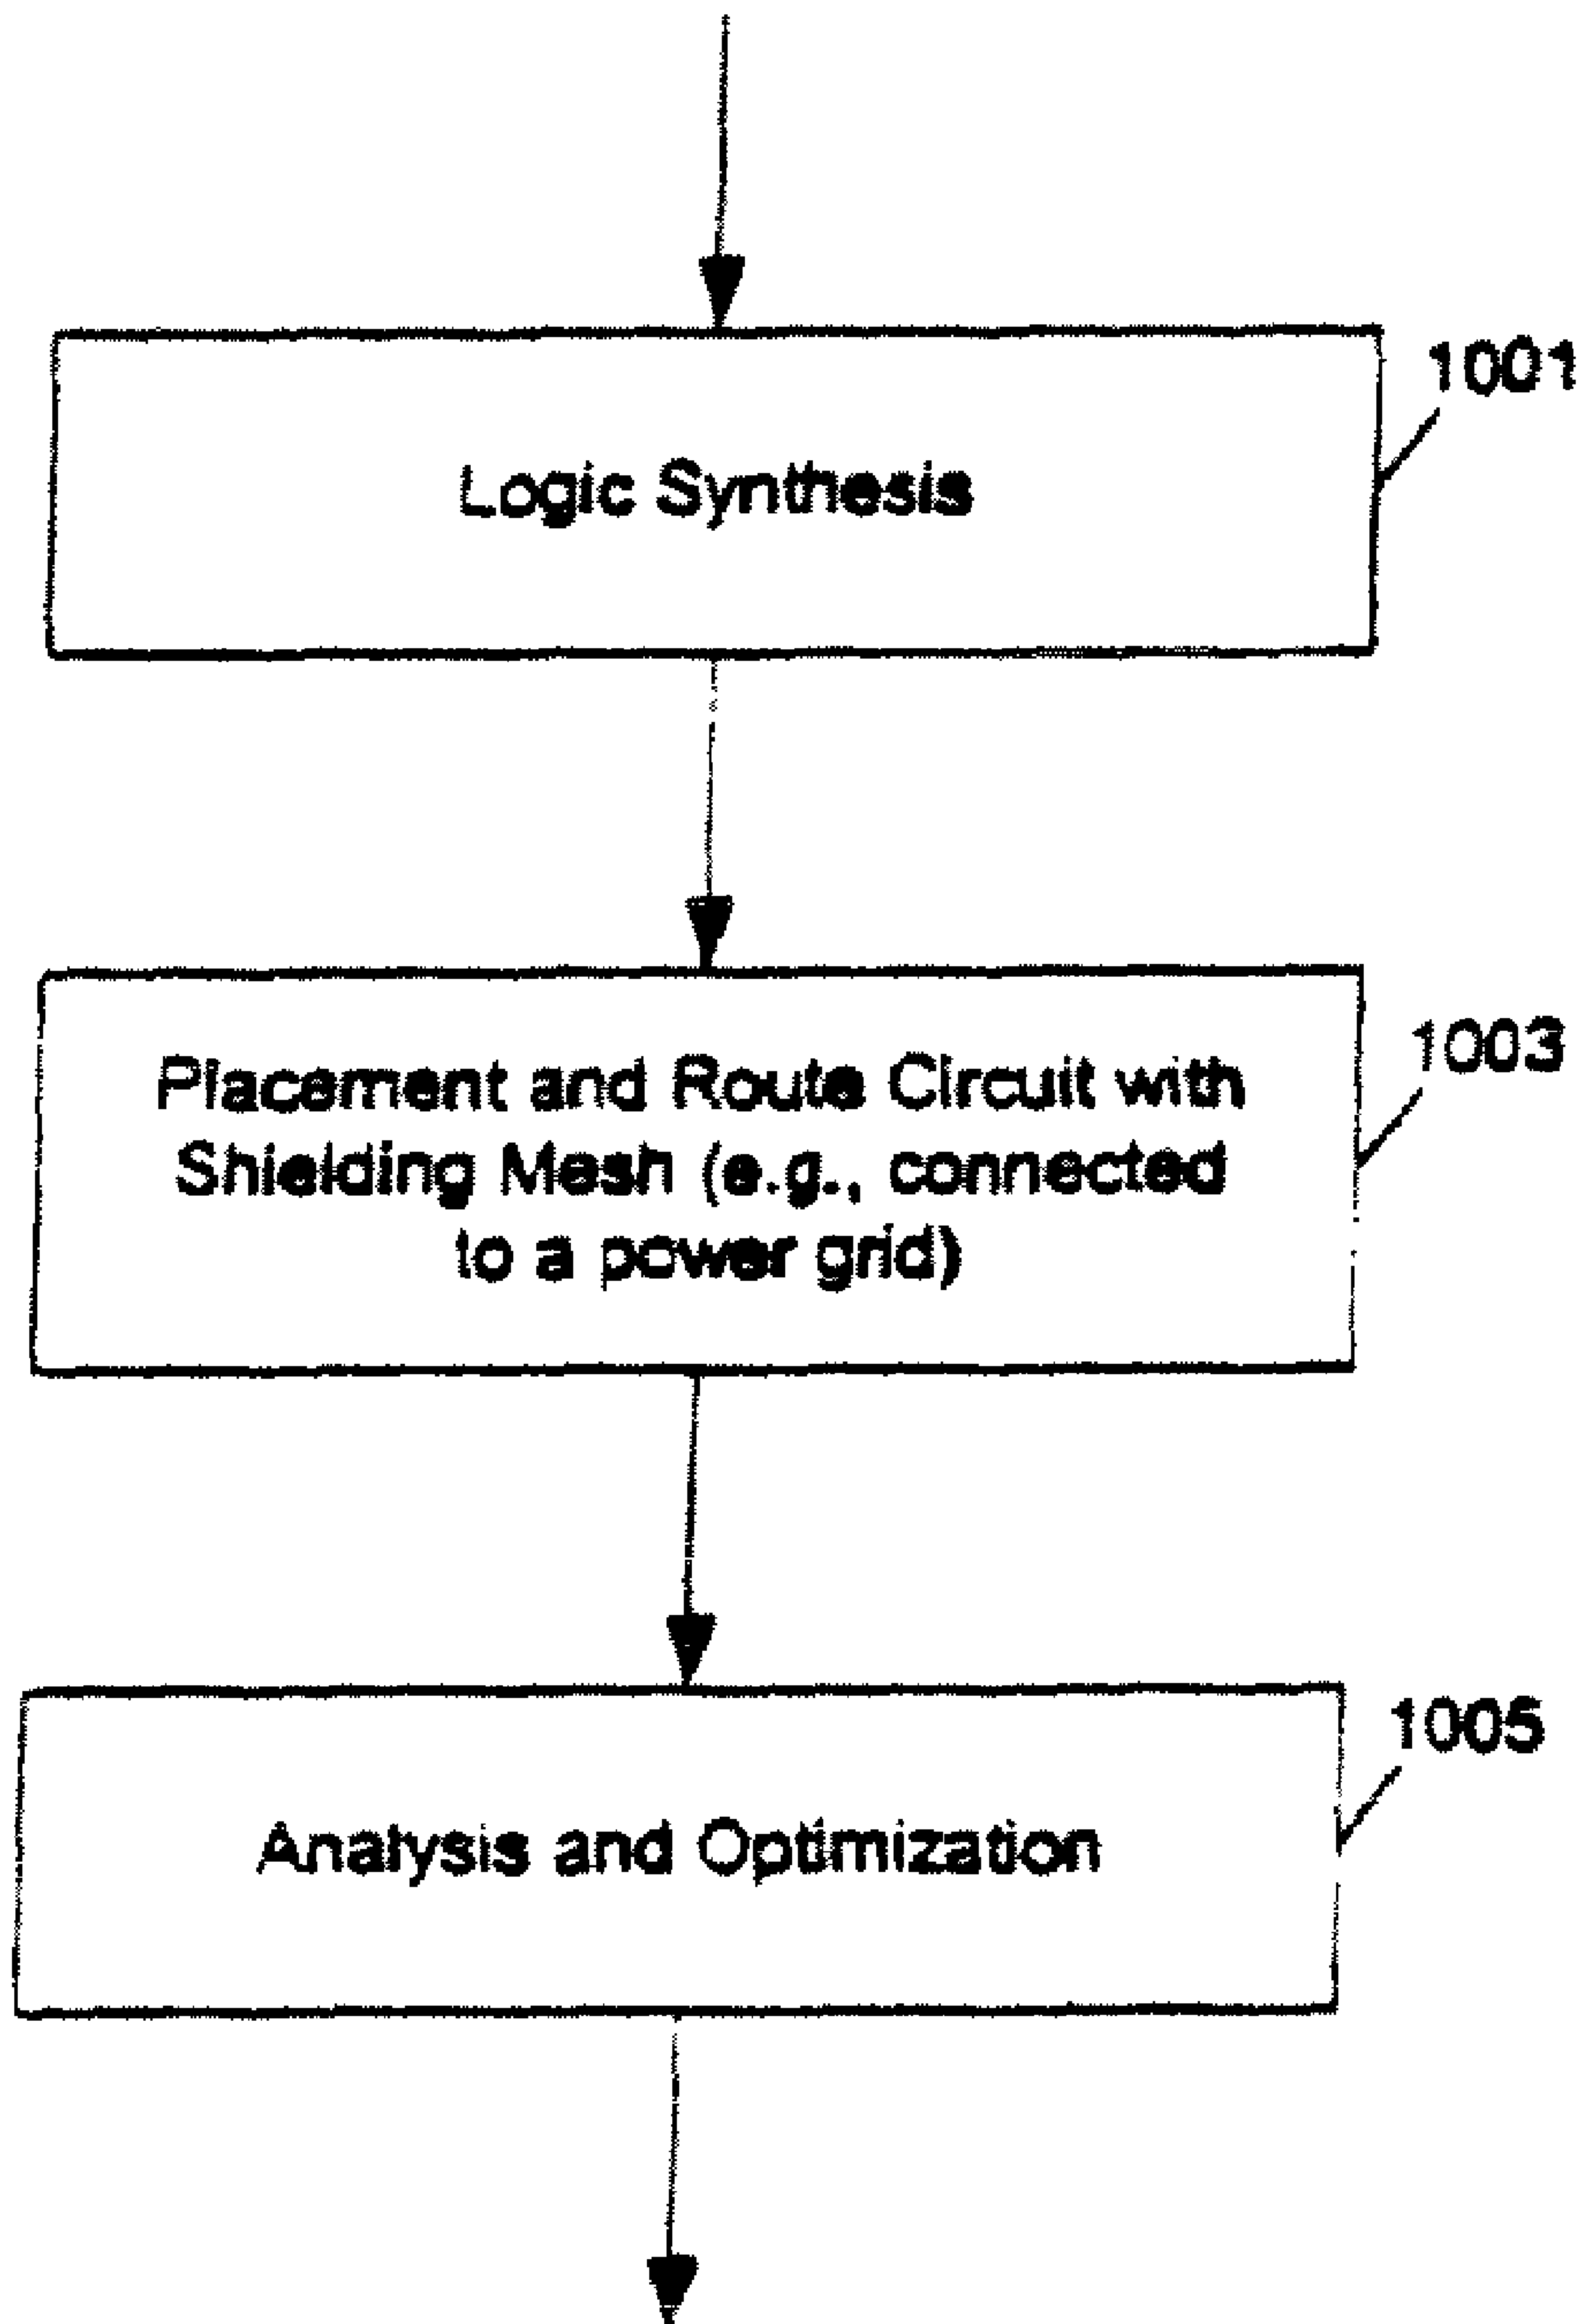 1001
Logic Synthesis
1003
Placement and Route Circuit with
Shielding Mesh (e.g., connected
to a power grid)
1005
Analysis and Optimization